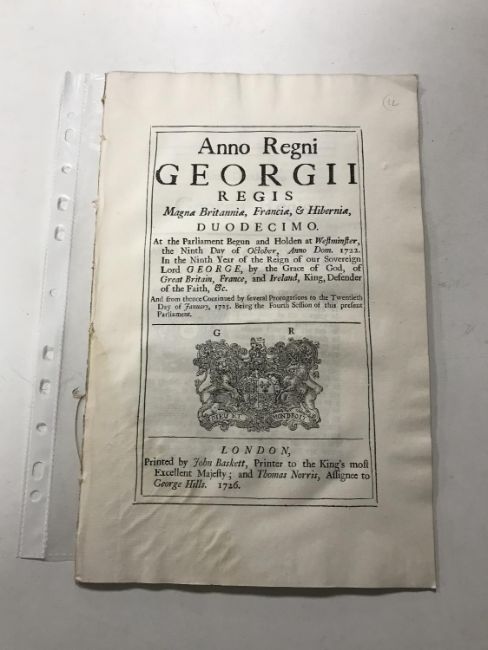 12
Anno Regni
GEORGII
REGIS
Magnæ Britanniæ, Franciæ, & Hiberniæ,
DUODECIMO.
At the Parliament Begun and Holden at Weſtminſter,
the Ninth Day of October, Anno Dom. 1722.
In the Ninth Year of the Reign of our Sovereign
Lord GEORGE, by the Grace of God, of
Great Britain, France, and Ireland, King, Defender
of the Faith, &c.
And from thence Continued by ſeveral Prorogations to the Twentieth
Day of January, 1725. Being the Fourth Seſſion of this preſent
Parliament.
G R
DIEU ET MON DROIT
LONDON,
Printed by John Baskett, Printer to the King's moſt
Excellent Majeſty; and Thomas Norris, Aſſignee to
George Hills. 1726.